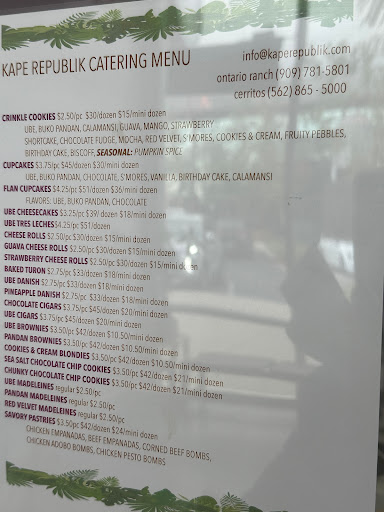 KAPE REPUBLIK CATERING MENU
info@kaperepublik.com
ontario ranch (909) 781-5801
cerritos (562) 865 - 5000
CRINKLE COOKIES $2.50/pc $30/dozen $15/mini dozen
UBE, BUKO PANDAN, CALAMANSI, GUAVA, MANGO, STRAWBERRY
SHORTCAKE, CHOCOLATE FUDGE, MOCHA, RED VELVET, S'MORES, COOKIES & CREAM, FRUITY PEBBLES,
BIRTHDAY CAKE, BISCOFF, SEASONAL: PUMPKIN SPICE
CUPCAKES $3.75pc $45/dozen $30/mini dozen
UBE, BUKO PANDAN, CHOCOLATE, S'MORES, VANILLA, BIRTHDAY CAKE, CALAMANSI
FLAN CUPCAKES $4.25/pc $51/dozen $36/mini dozen
FLAVORS: UBE, BUKO PANDAN, CHOCOLATE
UBE CHEESECAKES $3.25/pc $39/ dozen $18/mini dozen
UBE TRES LECHES $4.25/pc $51/dozen
CHEESE ROLLS $2.50/pc $30/dozen $15/mini dozen
GUAVA CHEESE ROLLS $2.50/pc $30/dozen $15/mini dozen
STRAWBERRY CHEESE ROLLS $2.50/pc $30/dozen $15/mini dozen
BAKED TURON $2.75/pc $33/dozen $18/mini dozen
UBE DANISH $2.75/pc $33/dozen $18/mini dozen
PINEAPPLE DANISH $2.75/pc $33/dozen $18/mini dozen
CHOCOLATE CIGARS $3.75/pc $45/dozen $20/mini dozen
UBE CIGARS $3.75/pc $45/dozen $20/mini dozen
UBE BROWNIES $3.50/pc $42/dozen $10.50/mini dozen
PANDAN BROWNIES $3.50/pc $42/dozen $10.50/mini dozen
COOKIES & CREAM BLONDIES $3.50/pc $42/dozen $10.50/mini dozen
SEA SALT CHOCOLATE CHIP COOKIES $3.50/pc $42/dozen $21/mini dozen
CHUNKY CHOCOLATE CHIP COOKIES $3.50/pc $42/dozen $21/mini dozen
UBE MADELEINES regular $2.50/pc
PANDAN MADELEINES regular $2.50/pc
RED VELVET MADELEINES regular $2.50/pc
SAVORY PASTRIES $3.50pc $42/dozen $24/mini dozen
CHICKEN EMPANADAS, BEEF EMPANADAS, CORNED BEEF BOMBS,
CHICKEN ADOBO BOMBS, CHICKEN PESTO BOMBS